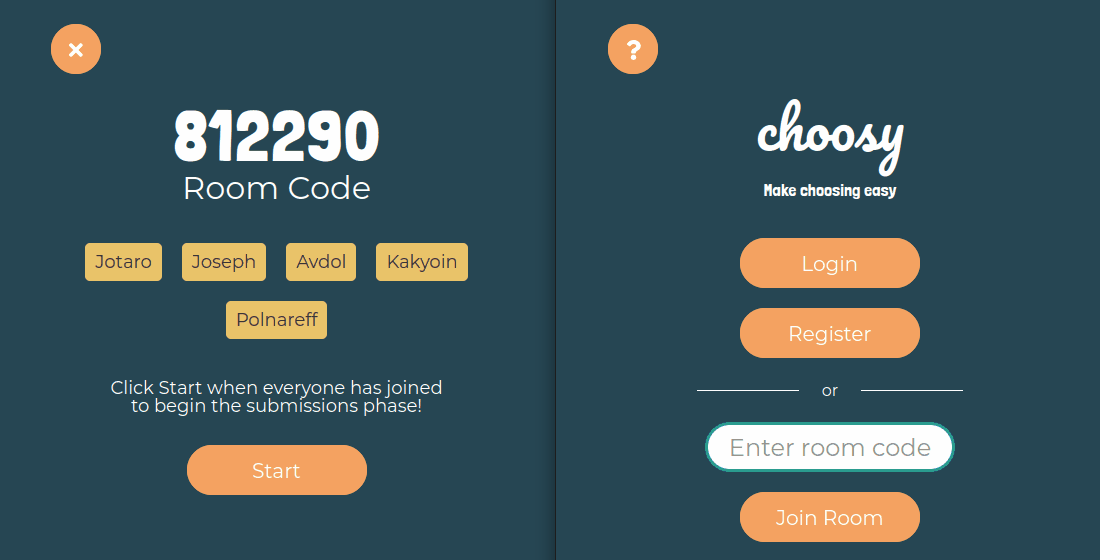 ×
812290
Room Code
Jotaro Joseph Avdol Kakyoin
Polnareff
Click Start when everyone has joined
to begin the submissions phase!
Start
?
choosy
Make choosing easy
Login
Register
or
Enter room code
Join Room